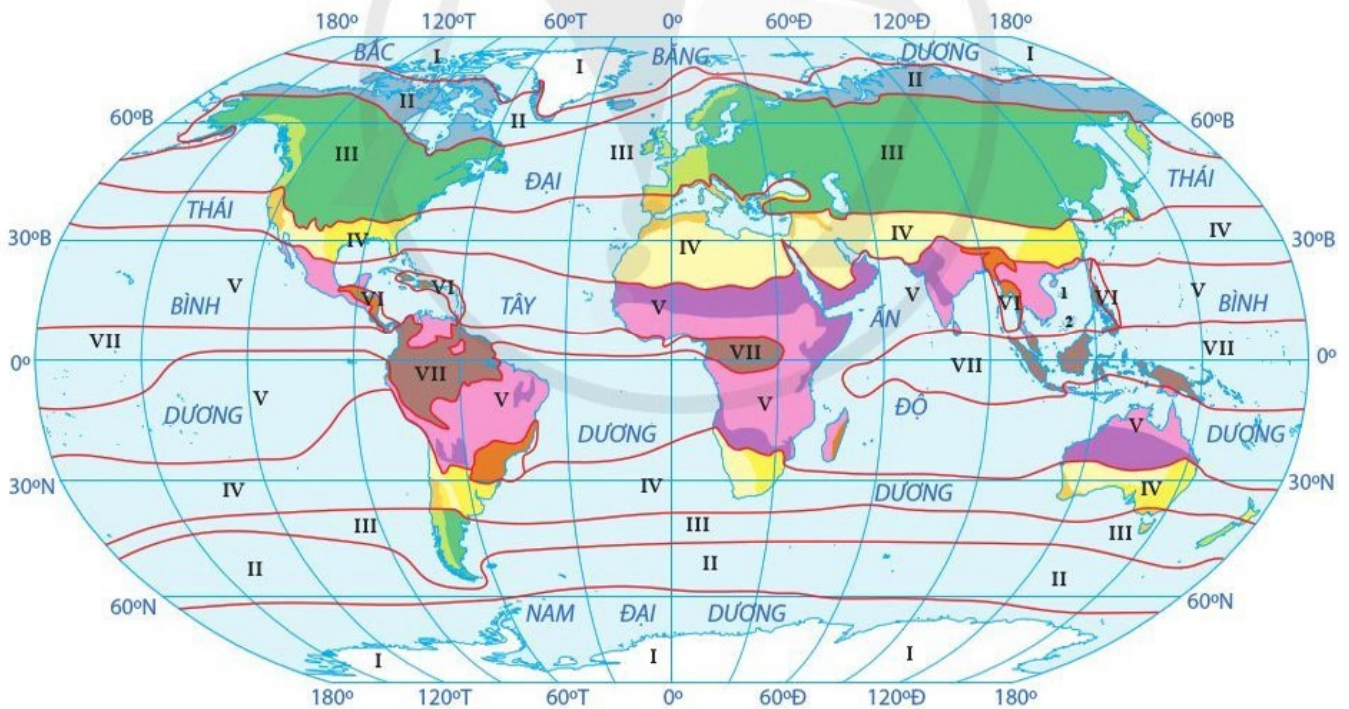 180º 120ºT 60ºT 0º 60ºĐ 120ºĐ 180º
BẮC I BĂNG DƯƠNG I
I
II II
60ºB II 60ºB
III III III
ĐẠI THÁI
THÁI
30ºB IV IV IV IV 30ºB
V VI VI V V VI 1 VI V
BÌNH TÂY ẤN 2 BÌNH
VII VII VII VII
0º VII 0º
V V V ĐỘ V
DƯƠNG DƯƠNG DƯƠNG
30ºN IV IV DƯƠNG IV 30ºN
III III III
II II II
60ºN NAM ĐẠI DƯƠNG 60ºN
I I I
180º 120ºT 60ºT 0º 60ºĐ 120ºĐ 180º